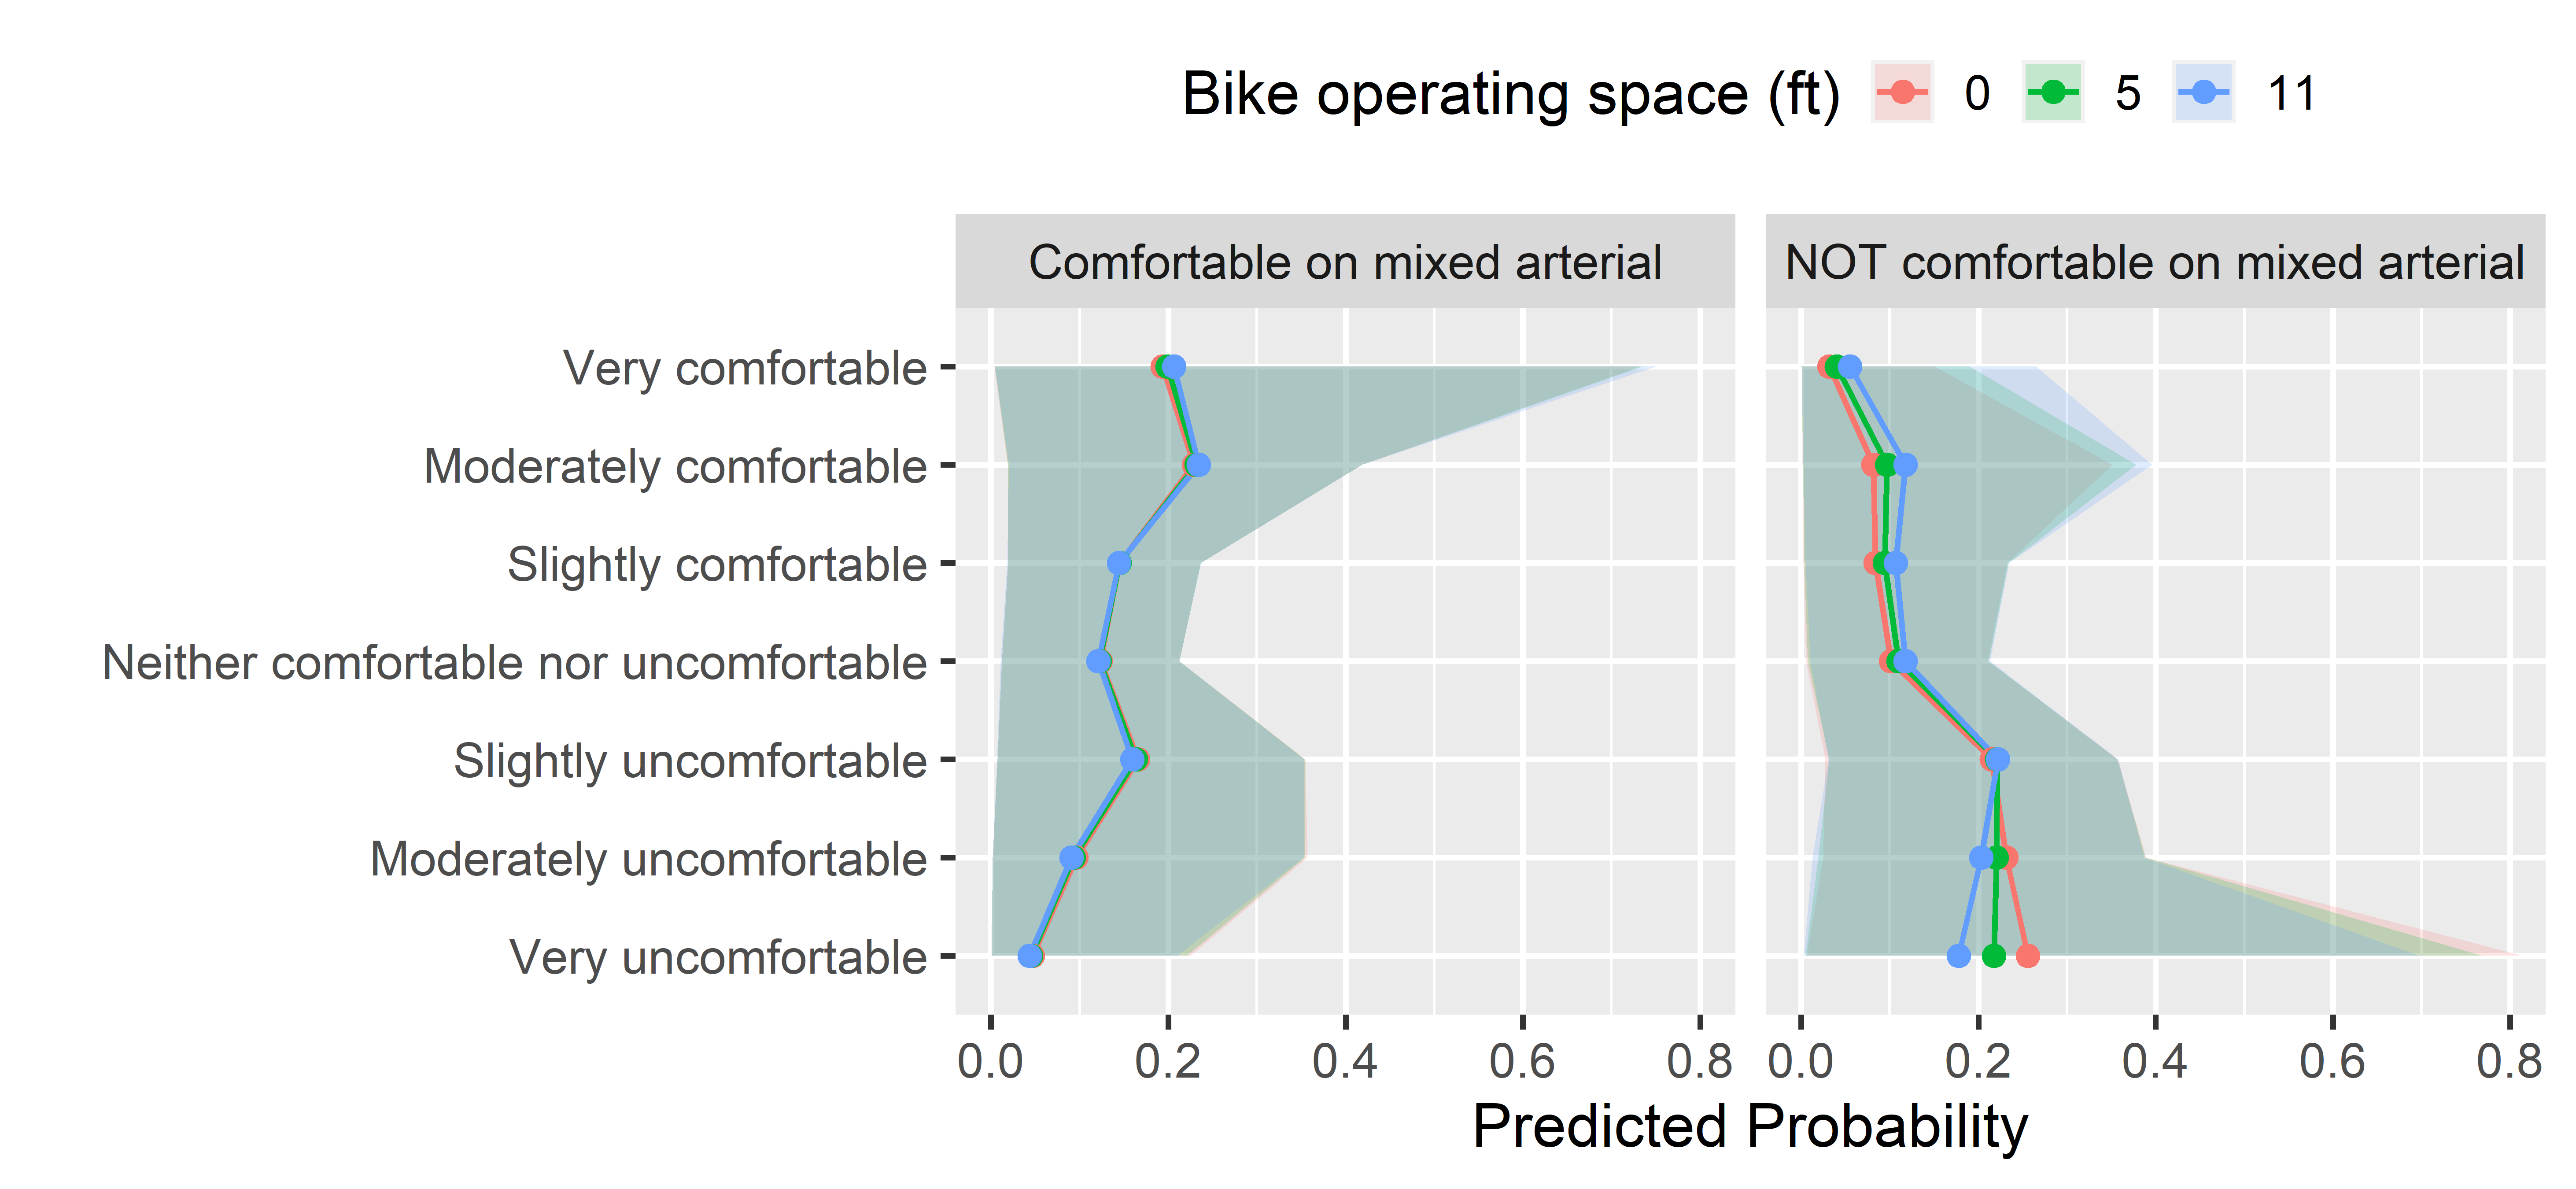 Bike operating space (ft) 0 5 11
Comfortable on mixed arterial NOT comfortable on mixed arterial
Very comfortable
Moderately comfortable
Slightly comfortable
Neither comfortable nor uncomfortable
Slightly uncomfortable
Moderately uncomfortable
Very uncomfortable
0.0 0.2 0.4 0.6 0.8 0.0 0.2 0.4 0.6 0.8
Predicted Probability